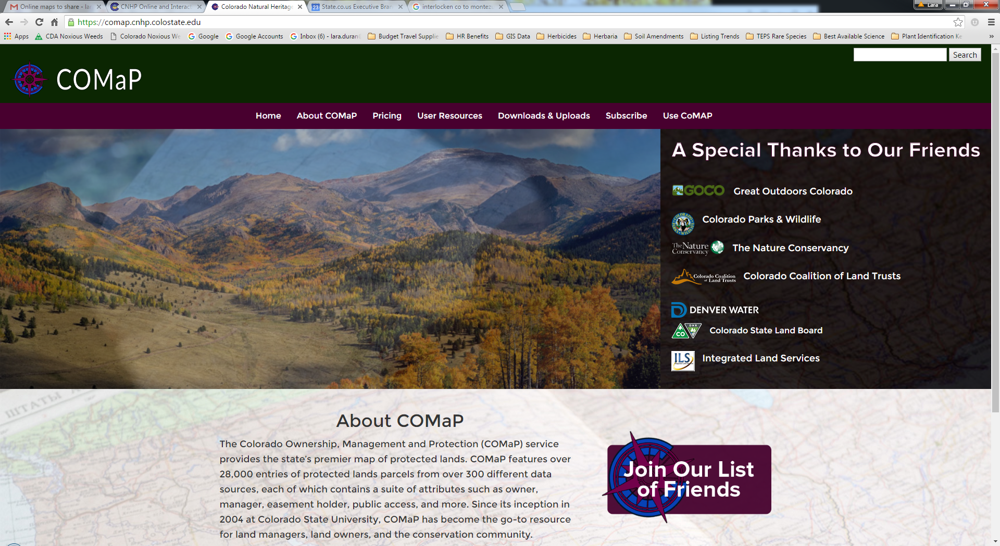 Online maps to share - la
CNHP Online and Interact
Colorado Natural Heritage
State.co.us Executive Bran
interlocken co to montezu
Lara
https://comap.cnhp.colostate.edu
Apps
CDA Noxious Weeds
Colorado Noxious We
Google
Google Accounts
Inbox (6) - lara.duran
Budget Travel Supplie
HR Benefits
GIS Data
Herbicides
Herbaria
Soil Amendments
Listing Trends
TEPS Rare Species
Best Available Science
Plant Identification Ke
»
Search
COMaP
Home
About COMaP
Pricing
User Resources
Downloads & Uploads
Subscribe
Use CoMAP
A Special Thanks to Our Friends
GOCO
Great Outdoors Colorado
Colorado Parks & Wildlife
The Nature
Conservancy
The Nature Conservancy
Colorado Coalition
of Land Trusts
Colorado Coalition of Land Trusts
DENVER WATER
CO
DNR
Colorado State Land Board
ILS
Integrated Land Services
ШТАТЫ
About COMaP
The Colorado Ownership, Management and Protection (COMaP) service
provides the state's premier map of protected lands. COMaP features over
28,000 entries of protected lands parcels from over 300 different data
sources, each of which contains a suite of attributes such as owner,
manager, easement holder, public access, and more. Since its inception in
2004 at Colorado State University, COMaP has become the go-to resource
for land managers, land owners, and the conservation community.
Join Our List
of Friends